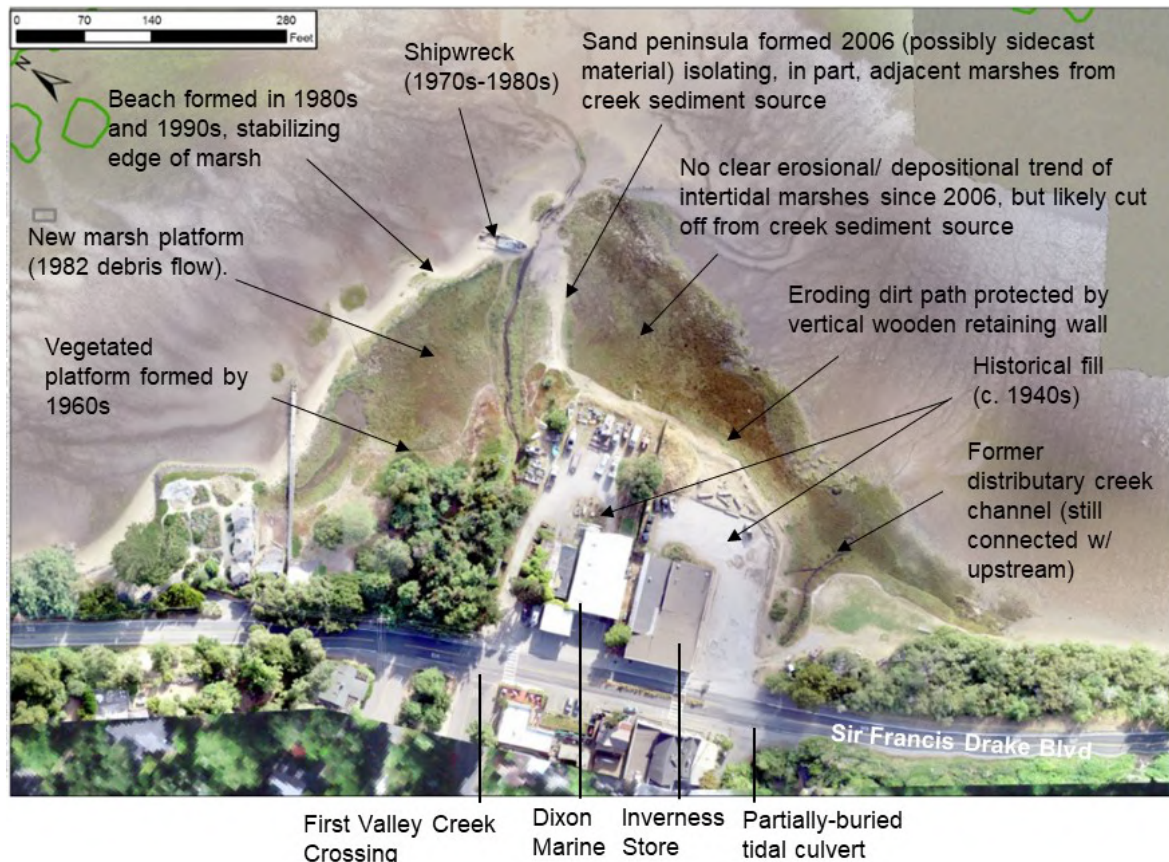 0 70 140 280
Feet
N
Shipwreck
(1970s-1980s)
Sand peninsula formed 2006 (possibly sidecast
material) isolating, in part, adjacent marshes from
creek sediment source
Beach formed in 1980s
and 1990s, stabilizing
edge of marsh
No clear erosional/ depositional trend of
intertidal marshes since 2006, but likely cut
off from creek sediment source
New marsh platform
(1982 debris flow).
Eroding dirt path protected by
vertical wooden retaining wall
Vegetated
platform formed by
1960s
Historical fill
(c. 1940s)
Former
distributary creek
channel (still
connected w/
upstream)
Sir Francis Drake Blvd
First Valley Creek
Crossing
Dixon
Marine
Inverness
Store
Partially-buried
tidal culvert